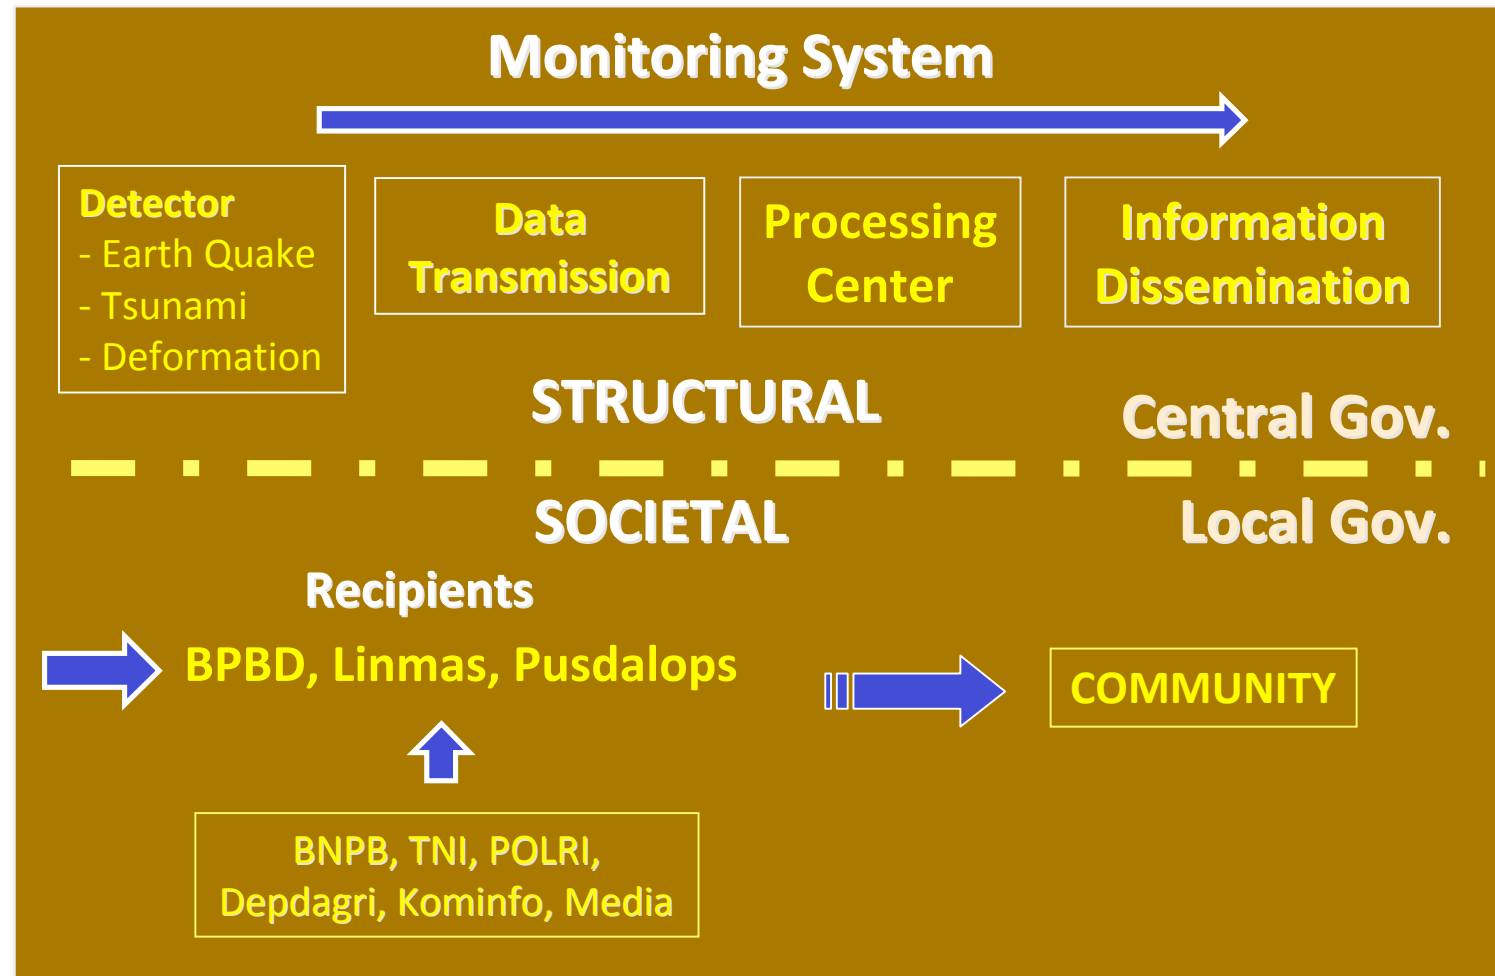 Monitoring System
Detector
- Earth Quake
- Tsunami
- Deformation
Data
Transmission
Processing
Center
Information
Dissemination
STRUCTURAL
Central Gov.
SOCIETAL
Local Gov.
Recipients
BPBD, Linmas, Pusdalops
COMMUNITY
BNPB, TNI, POLRI,
Depdagri, Kominfo, Media